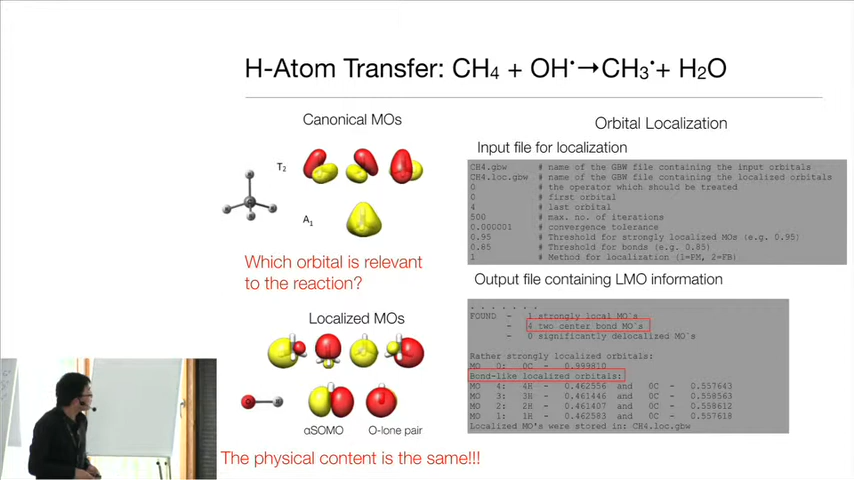 H-Atom Transfer: CH₄ + OH•→CH₃•+ H₂O
Canonical MOs
T₂
A₁
Which orbital is relevant
to the reaction?
Localized MOs
αSOMO
O-lone pair
The physical content is the same!!!
Orbital Localization
Input file for localization
CH4.gbw # name of the GBW file containing the input orbitals
CH4.loc.gbw # name of the GBW file containing the localized orbitals
0 # the operator which should be treated
0 # first orbital
4 # last orbital
500 # max. no. of iterations
0.000001 # convergence tolerance
0.95 # Threshold for strongly localized MOs (e.g. 0.95)
0.85 # Threshold for bonds (e.g. 0.85)
1 # Method for localization (1=PM, 2=FB)
Output file containing LMO information
. . . . . . .
FOUND - 1 strongly local MO`s
- 4 two center bond MO`s
- 0 significantly delocalized MO`s
Rather strongly localized orbitals:
MO 0: 0C - 0.999810
Bond-like localized orbitals:
MO 4: 4H - 0.462556 and 0C - 0.557643
MO 3: 3H - 0.461446 and 0C - 0.558563
MO 2: 2H - 0.461407 and 0C - 0.558612
MO 1: 1H - 0.462583 and 0C - 0.557618
Localized MO's were stored in: CH4.loc.gbw